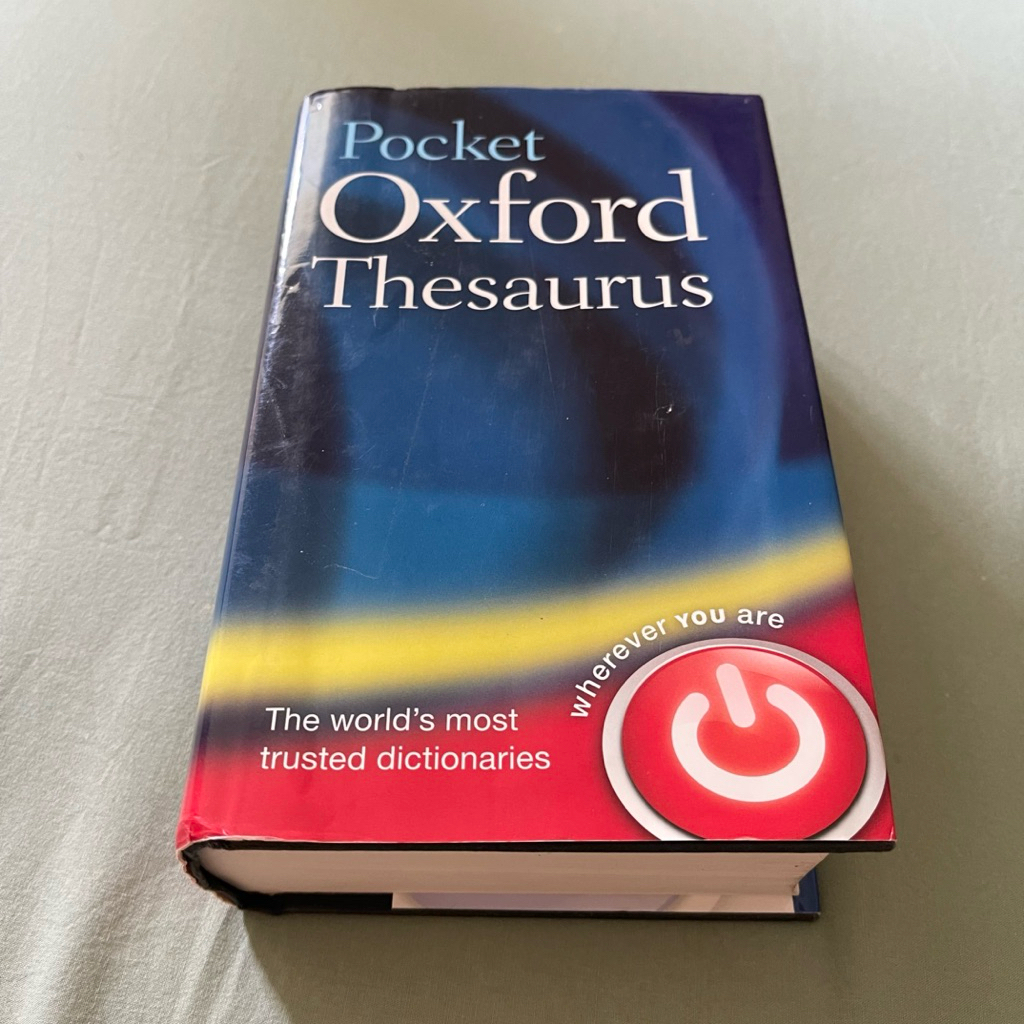 Pocket
Oxford
Thesaurus
wherever YOU are
The world's most
trusted dictionaries